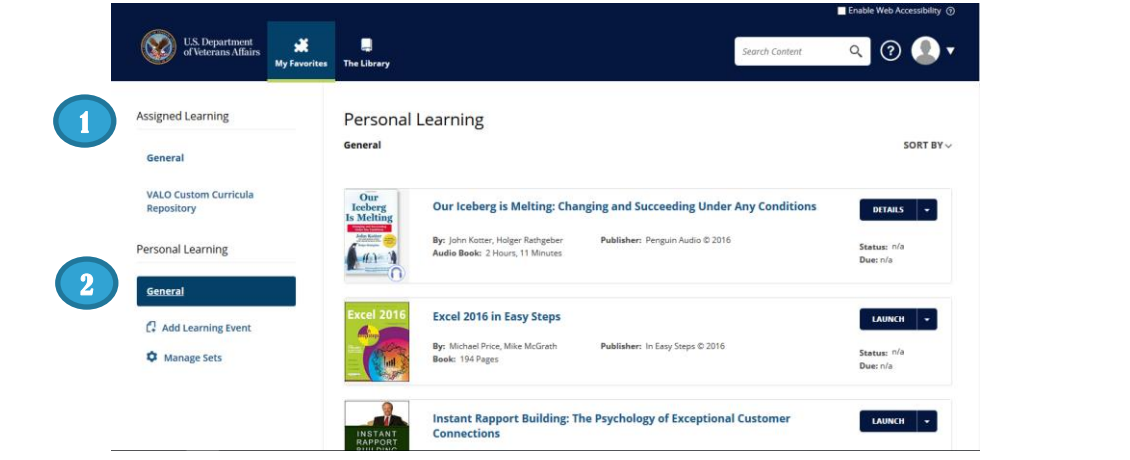 Enable Web Accessibility ?
U.S. Department
of Veterans Affairs
My Favorites
The Library
Search Content
?
1
Assigned Learning
General
VALO Custom Curricula
Repository
Personal Learning
2
General
Add Learning Event
Manage Sets
Personal Learning
General
SORT BY
Our
Iceberg
Is Melting
John Kotter
Our Iceberg is Melting: Changing and Succeeding Under Any Conditions
By: John Kotter, Holger Rathgeber
Publisher: Penguin Audio © 2016
Audio Book: 2 Hours, 11 Minutes
DETAILS
Status: n/a
Due: n/a
Excel 2016
Excel 2016 in Easy Steps
By: Michael Price, Mike McGrath
Publisher: In Easy Steps © 2016
Book: 194 Pages
LAUNCH
Status: n/a
Due: n/a
INSTANT
RAPPORT
BUILDING
Instant Rapport Building: The Psychology of Exceptional Customer
Connections
LAUNCH